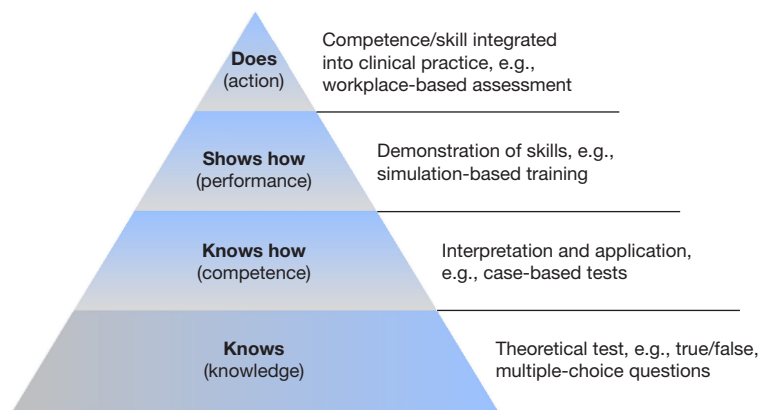 Does
(action)
Competence/skill integrated
into clinical practice, e.g.,
workplace-based assessment
Shows how
(performance)
Demonstration of skills, e.g.,
simulation-based training
Knows how
(competence)
Interpretation and application,
e.g., case-based tests
Knows
(knowledge)
Theoretical test, e.g., true/false,
multiple-choice questions